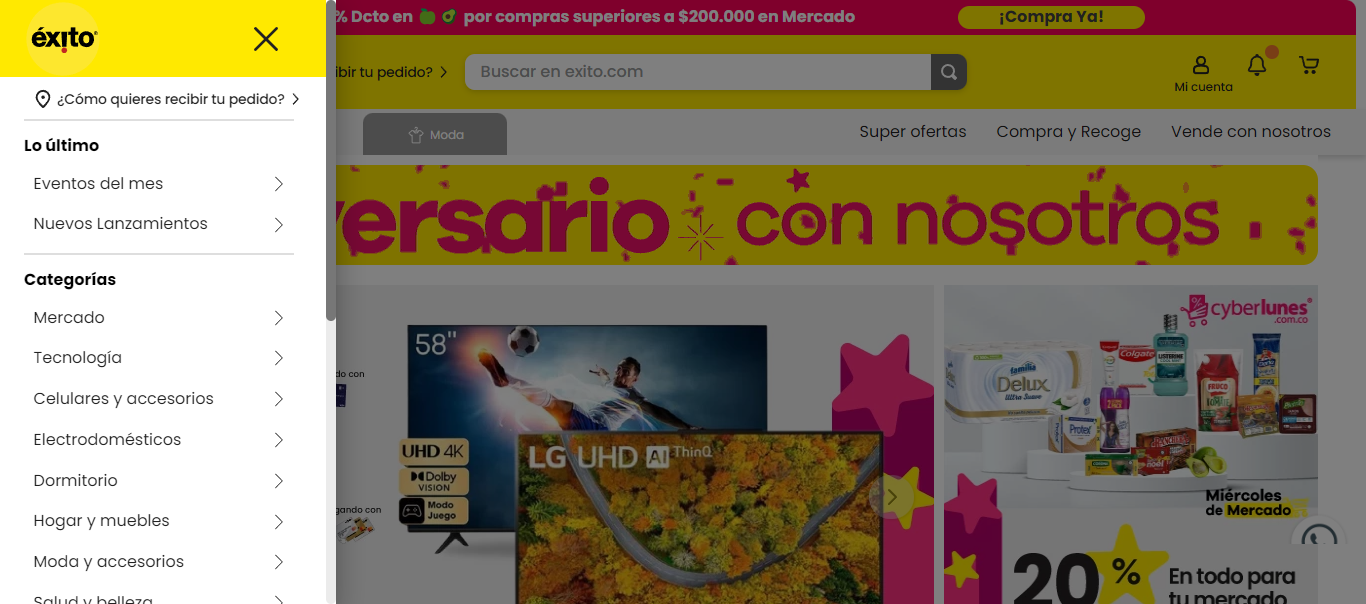 éxito
¿Cómo quieres recibir tu pedido?
Lo último
Eventos del mes
Nuevos Lanzamientos
Categorías
Mercado
Tecnología
Celulares y accesorios
Electrodomésticos
Dormitorio
Hogar y muebles
Moda y accesorios
Salud y belleza
% Dcto en por compras superiores a $200.000 en Mercado
¡Compra Ya!
ibir tu pedido?
Buscar en exito.com
Mi cuenta
Moda
Super ofertas
Compra y Recoge
Vende con nosotros
versario con nosotros
do con
gando con
58"
UHD 4K
Dolby
VISION
Modo
Juego
LG UHD AI ThinQ
cyberlunes
.com.co
familia
Delux
Ultra Suave
Colgate
LISTERINE
Protex
FRUCO
RANCHERA
Miércoles
de Mercado
20%
En todo para
tu mercado